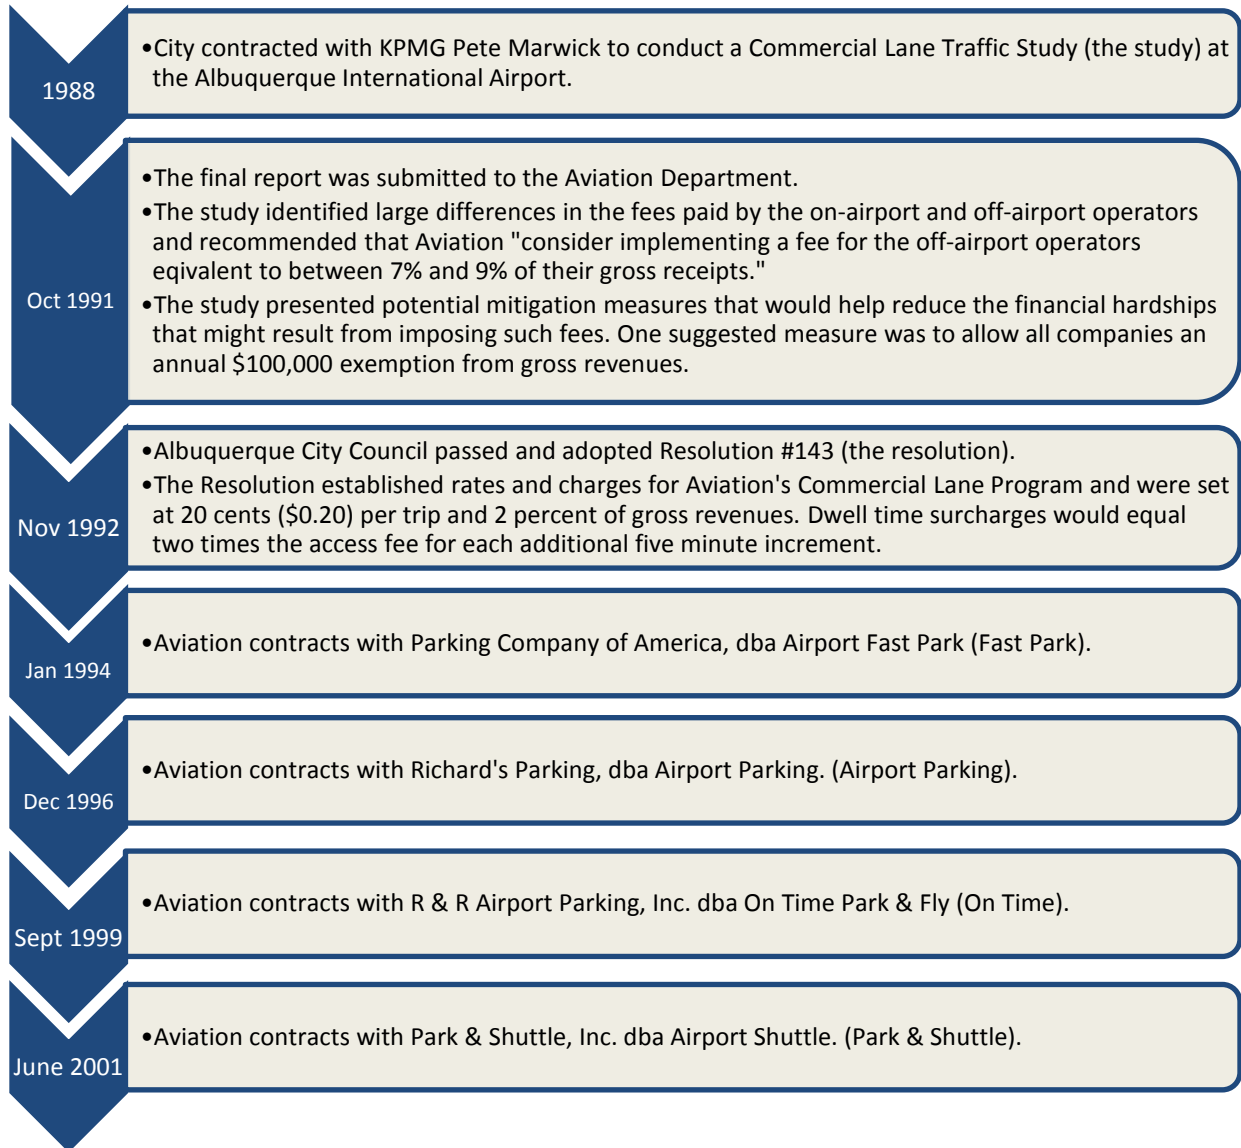 1988
•City contracted with KPMG Pete Marwick to conduct a Commercial Lane Traffic Study (the study) at
the Albuquerque International Airport.
Oct 1991
•The final report was submitted to the Aviation Department.
•The study identified large differences in the fees paid by the on-airport and off-airport operators
and recommended that Aviation "consider implementing a fee for the off-airport operators
eqivalent to between 7% and 9% of their gross receipts."
•The study presented potential mitigation measures that would help reduce the financial hardships
that might result from imposing such fees. One suggested measure was to allow all companies an
annual $100,000 exemption from gross revenues.
Nov 1992
•Albuquerque City Council passed and adopted Resolution #143 (the resolution).
•The Resolution established rates and charges for Aviation's Commercial Lane Program and were set
at 20 cents ($0.20) per trip and 2 percent of gross revenues. Dwell time surcharges would equal
two times the access fee for each additional five minute increment.
Jan 1994
•Aviation contracts with Parking Company of America, dba Airport Fast Park (Fast Park).
Dec 1996
•Aviation contracts with Richard's Parking, dba Airport Parking. (Airport Parking).
Sept 1999
•Aviation contracts with R & R Airport Parking, Inc. dba On Time Park & Fly (On Time).
June 2001
•Aviation contracts with Park & Shuttle, Inc. dba Airport Shuttle. (Park & Shuttle).